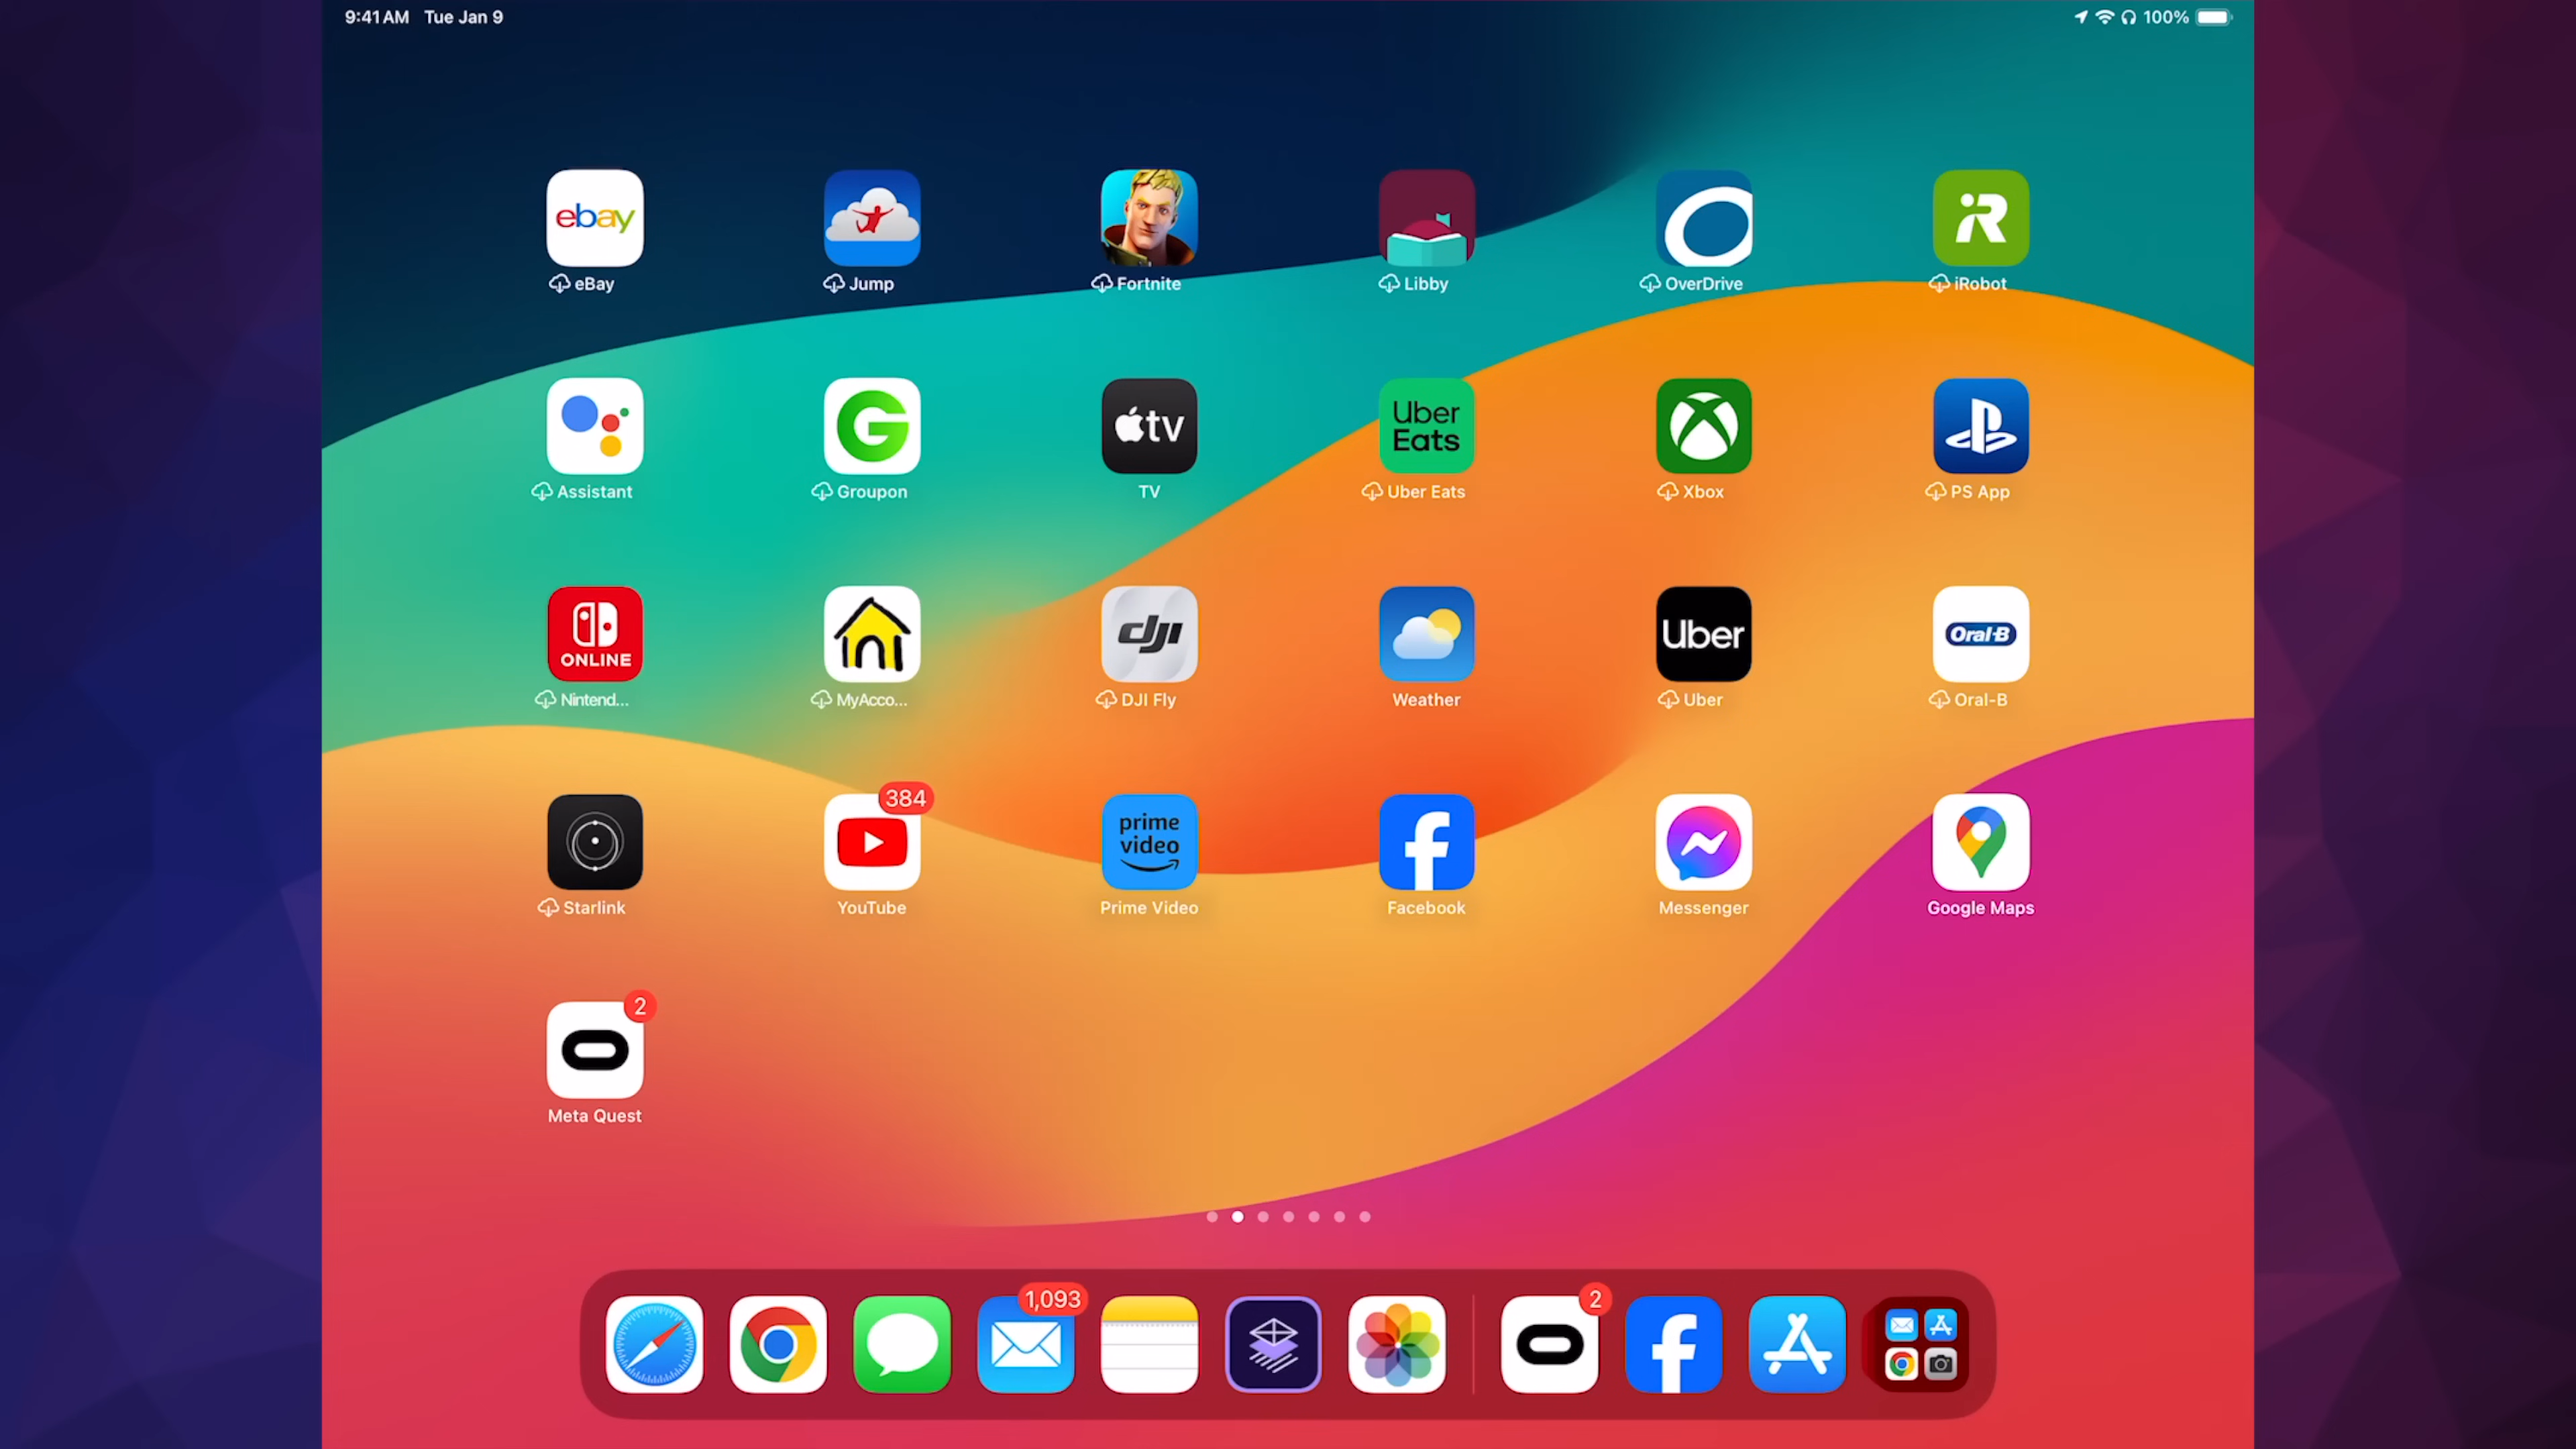 9:41 AM Tue Jan 9
100%
ebay
eBay
Jump
Fortnite
Libby
OverDrive
iR
iRobot
Assistant
G
Groupon
tv
TV
Uber
Eats
Uber Eats
Xbox
PS App
ONLINE
Nintend...
MyAcco...
dji
DJI Fly
Weather
Uber
Uber
Oral-B
Oral-B
Starlink
384
YouTube
prime
video
Prime Video
f
Facebook
Messenger
Google Maps
2
Meta Quest
1,093
2
f